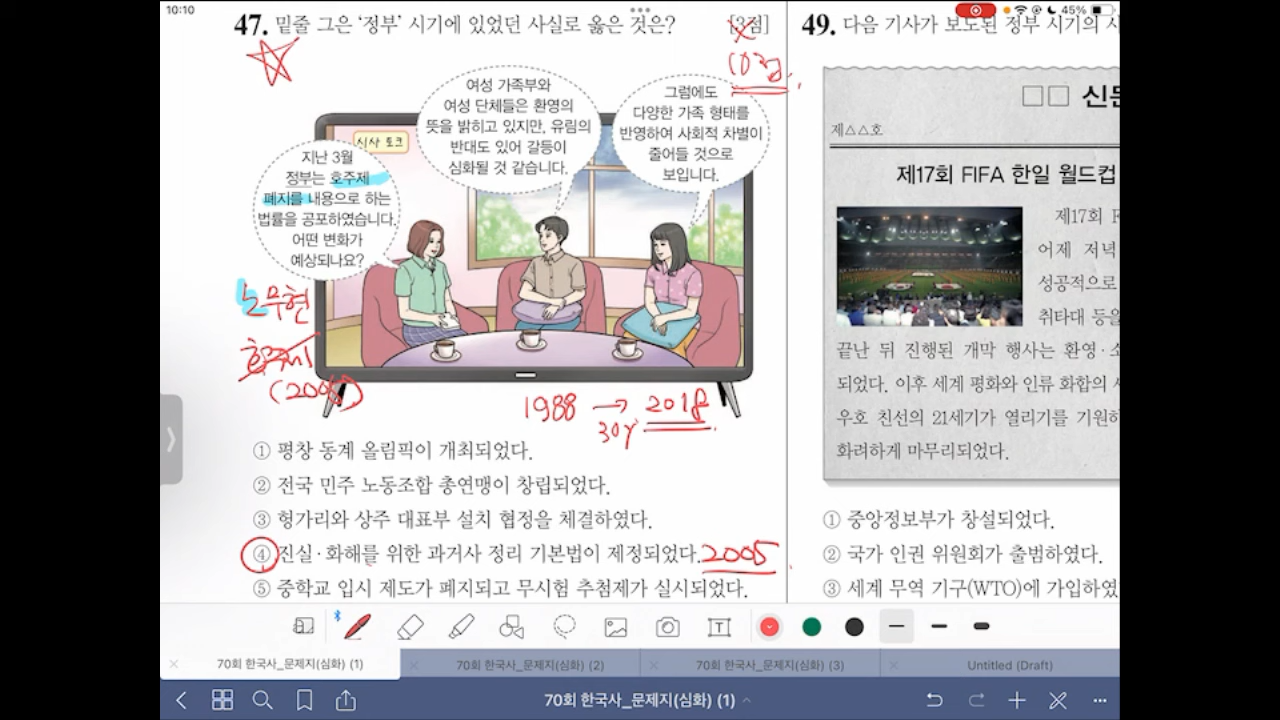 10:10
45%
47. 밑줄 그은 '정부' 시기에 있었던 사실로 옳은 것은? [3점]
시사 토크
지난 3월
정부는 호주제
폐지를 내용으로 하는
법률을 공포하였습니다.
어떤 변화가
예상되나요?
여성 가족부와
여성 단체들은 환영의
뜻을 밝히고 있지만, 유림의
반대도 있어 갈등이
심화될 것 같습니다.
그럼에도
다양한 가족 형태를
반영하여 사회적 차별이
줄어들 것으로
보입니다.
노무현
호주제
1988 → 2018
30y
① 평창 동계 올림픽이 개최되었다.
② 전국 민주 노동조합 총연맹이 창립되었다.
③ 헝가리와 상주 대표부 설치 협정을 체결하였다.
④ 진실·화해를 위한 과거사 정리 기본법이 제정되었다. 2005
⑤ 중학교 입시 제도가 폐지되고 무시험 추첨제가 실시되었다.
49. 다음 기사가 보도된 정부 시기의
□□ 신문
제△△호
제17회 FIFA 한일 월드컵
제17회
어제 저녁
성공적으로
취타대 등을
끝난 뒤 진행된 개막 행사는 환영·
되었다. 이후 세계 평화와 인류 화합의
우호 친선의 21세기가 열리기를 기원
화려하게 마무리되었다.
① 중앙정보부가 창설되었다.
② 국가 인권 위원회가 출범하였다.
③ 세계 무역 기구(WTO)에 가입하였
70회 한국사_문제지(심화) (1)
70회 한국사_문제지(심화) (2)
70회 한국사_문제지(심화) (3)
Untitled (Draft)
70회 한국사_문제지(심화) (1)